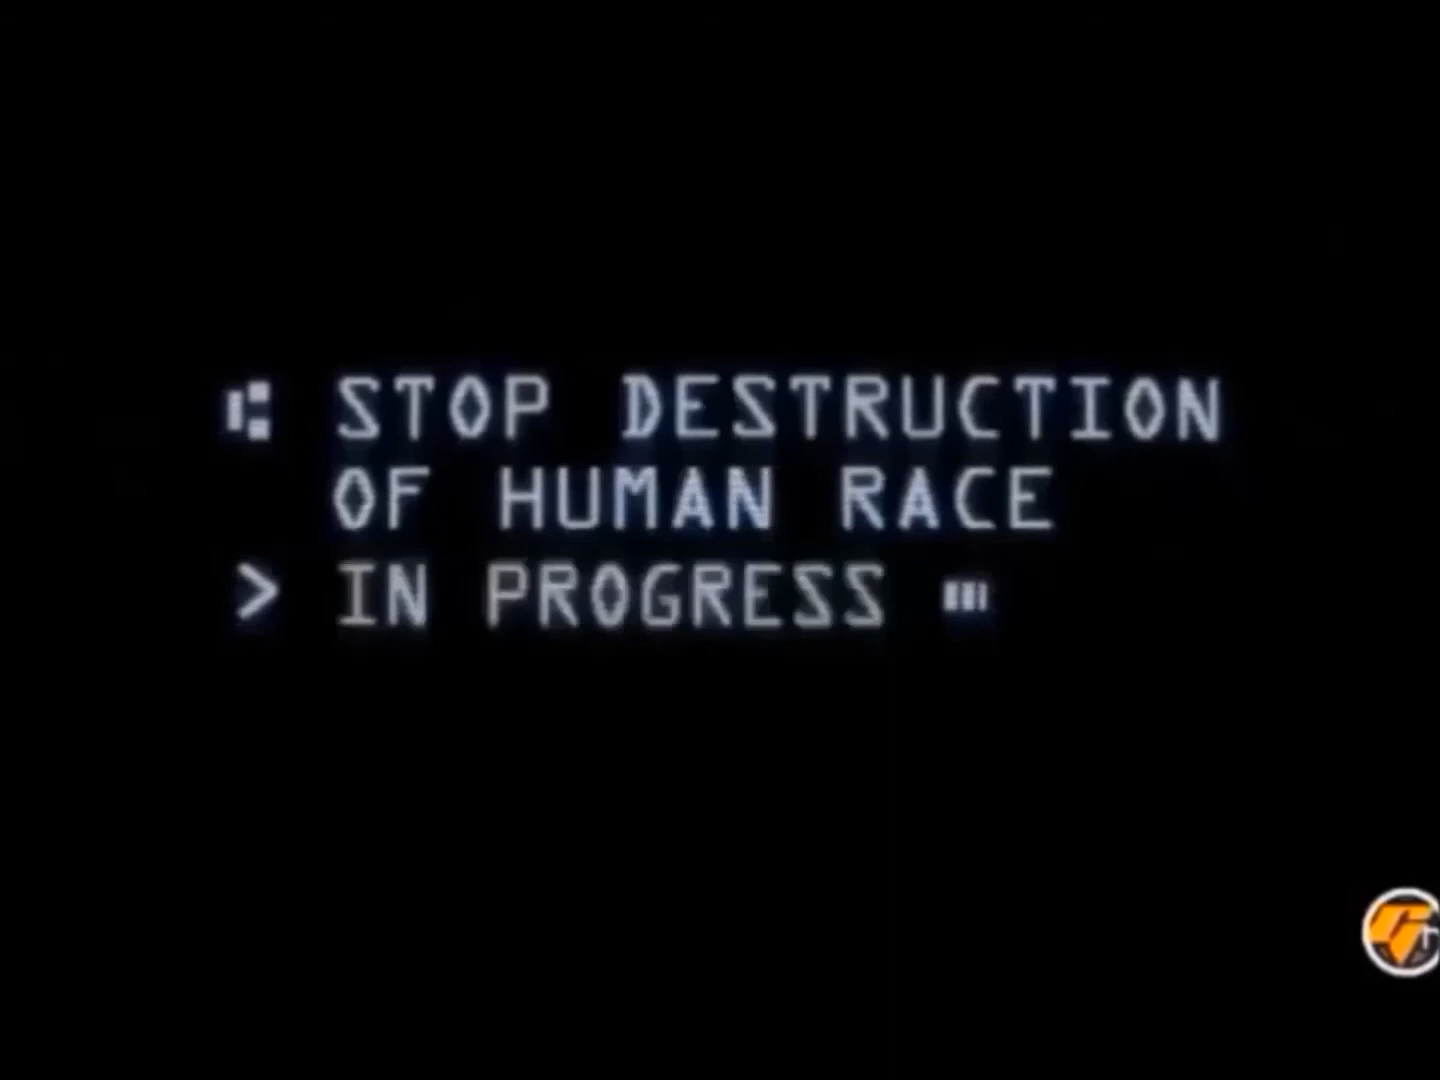 STOP DESTRUCTION
OF HUMAN RACE
> IN PROGRESS